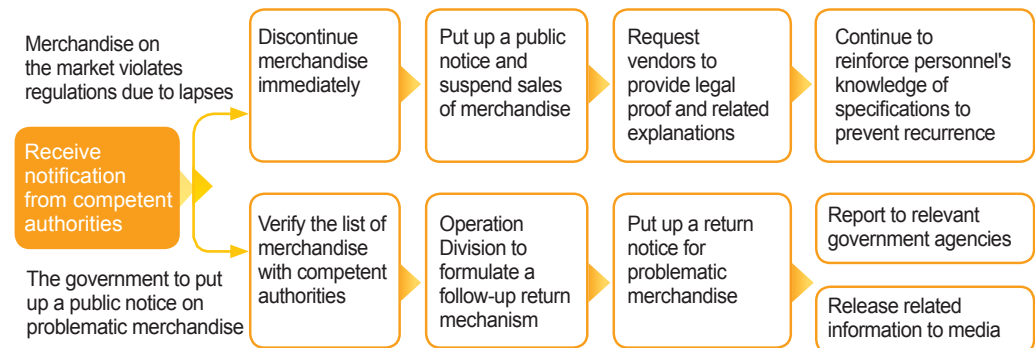 Merchandise on
the market violates
regulations due to lapses
Receive
notification
from competent
authorities
The government to put
up a public notice on
problematic merchandise
Discontinue
merchandise
immediately
Put up a public
notice and
suspend sales
of merchandise
Request
vendors to
provide legal
proof and related
explanations
Continue to
reinforce personnel's
knowledge of
specifications to
prevent recurrence
Verify the list of
merchandise
with competent
authorities
Operation
Division to
formulate a
follow-up return
mechanism
Put up a return
notice for
problematic
merchandise
Report to relevant
government agencies
Release related
information to media